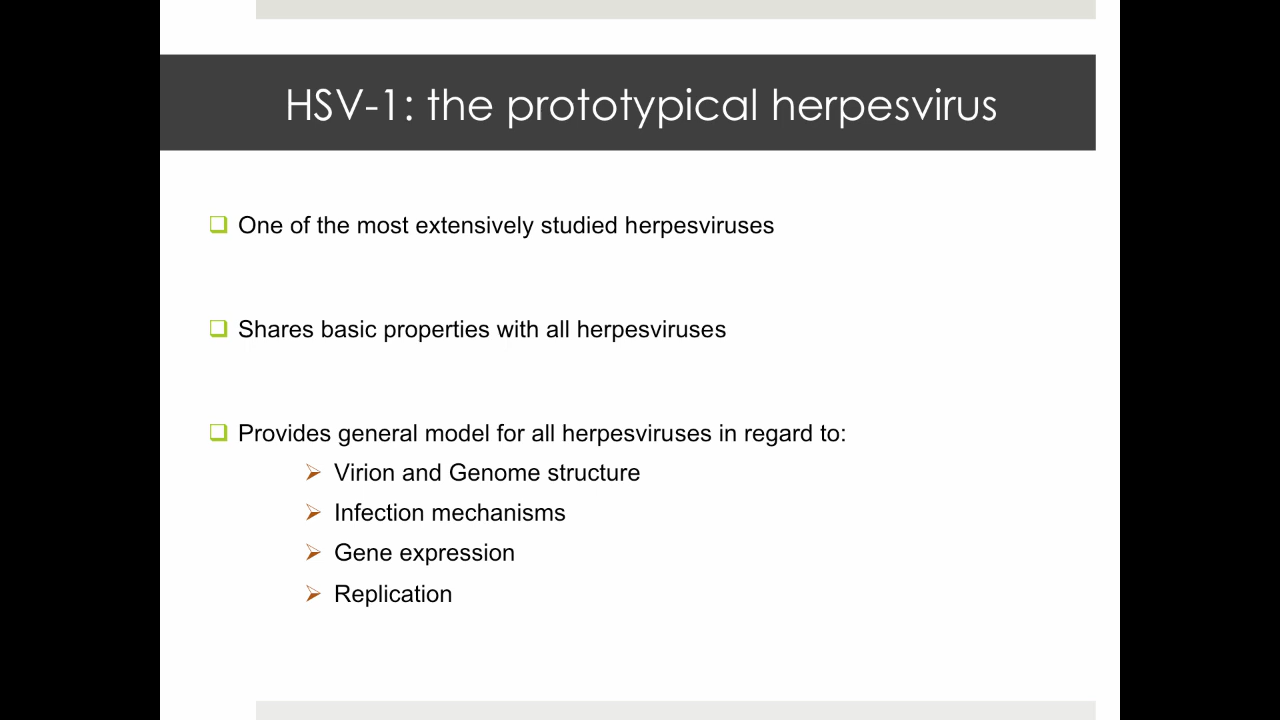 HSV-1: the prototypical herpesvirus
One of the most extensively studied herpesviruses
Shares basic properties with all herpesviruses
Provides general model for all herpesviruses in regard to:
Virion and Genome structure
Infection mechanisms
Gene expression
Replication